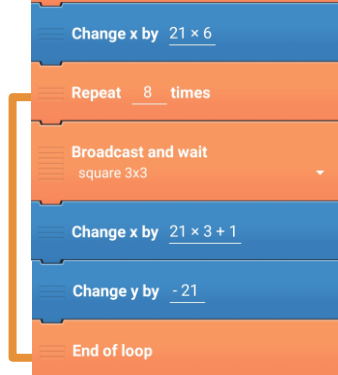 Change x by 21 × 6
Repeat 8 times
Broadcast and wait
square 3x3
Change x by 21 × 3 + 1
Change y by - 21
End of loop